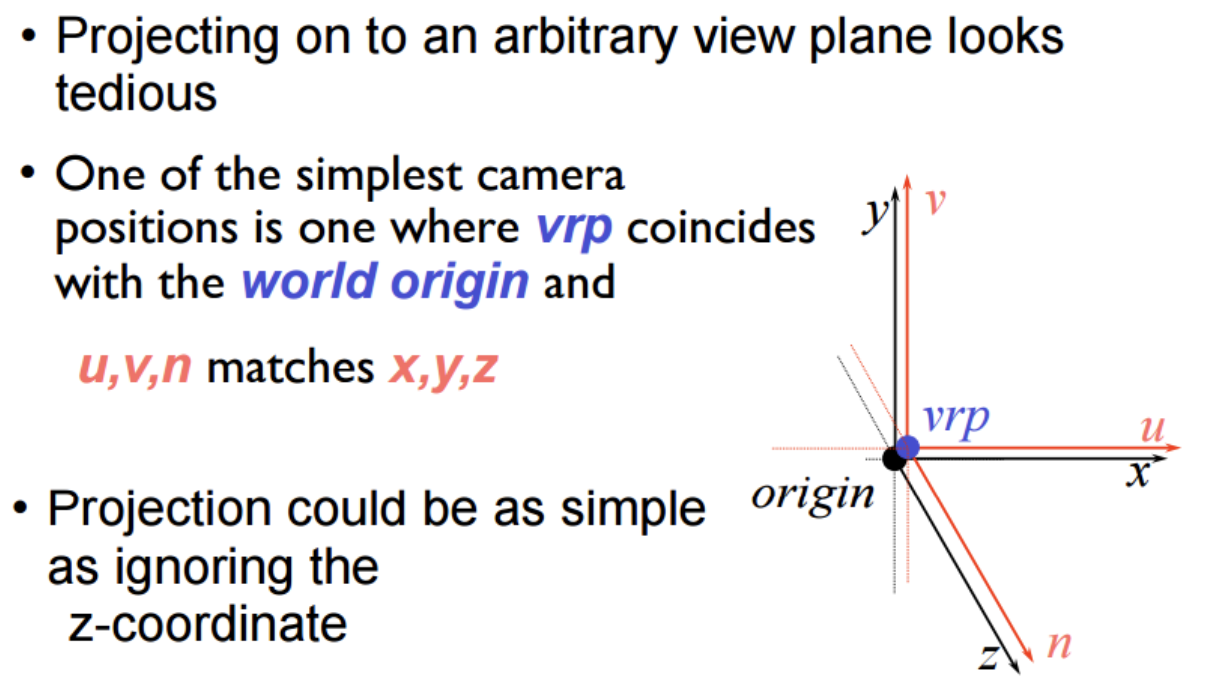 • Projecting on to an arbitrary view plane looks
tedious
• One of the simplest camera
positions is one where vrp coincides
with the world origin and
u,v,n matches x,y,z
• Projection could be as simple
as ignoring the
z-coordinate
y
v
vrp
u
x
origin
z
n